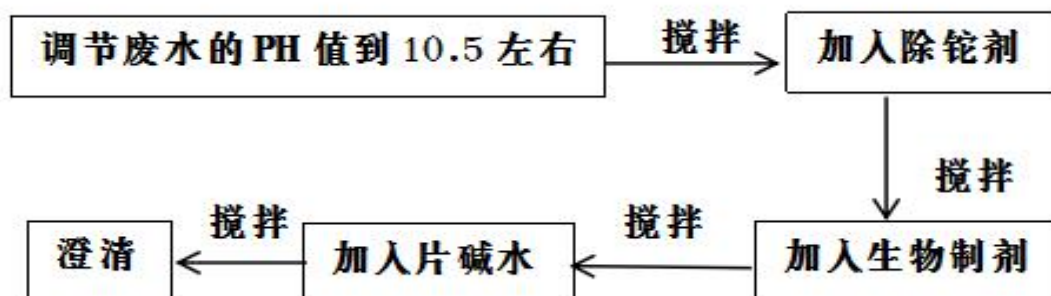 调节废水的PH值到10.5左右
搅拌
加入除铊剂
搅拌
加入生物制剂
搅拌
加入片碱水
搅拌
澄清